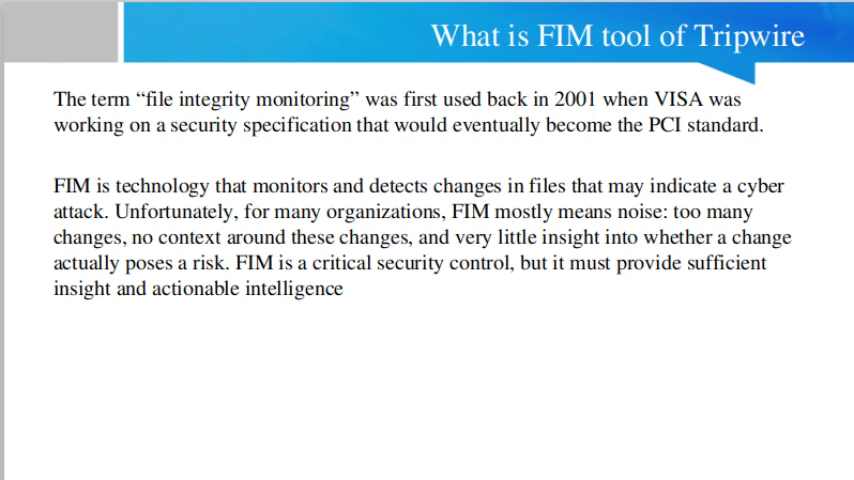 What is FIM tool of Tripwire
The term “file integrity monitoring” was first used back in 2001 when VISA was
working on a security specification that would eventually become the PCI standard.
FIM is technology that monitors and detects changes in files that may indicate a cyber
attack. Unfortunately, for many organizations, FIM mostly means noise: too many
changes, no context around these changes, and very little insight into whether a change
actually poses a risk. FIM is a critical security control, but it must provide sufficient
insight and actionable intelligence